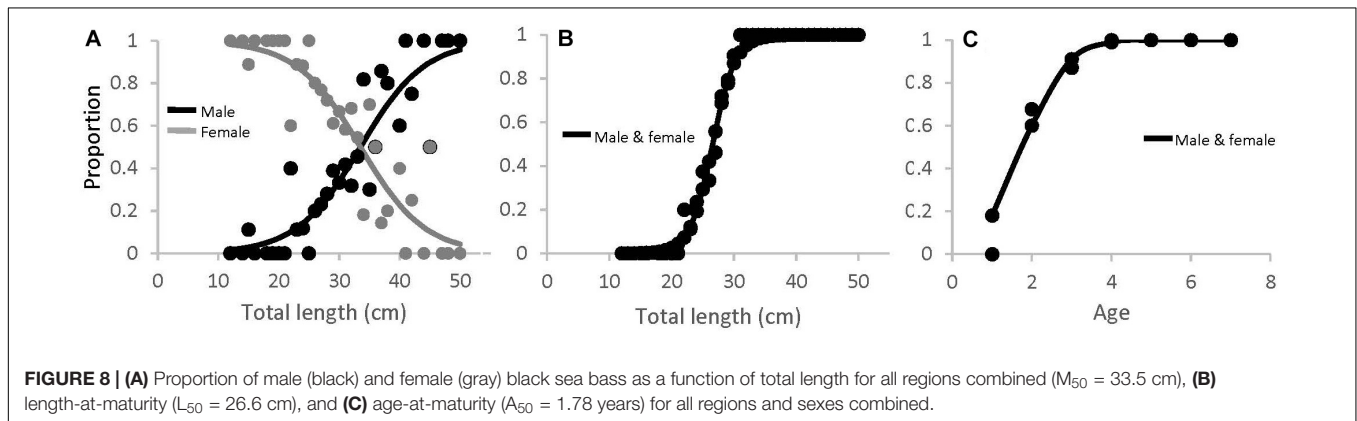 A
B
C
1
0.8
0.6
0.4
0.2
0
Proportion
Male
Female
0 10 20 30 40 50
Total length (cm)
1
0.8
0.6
0.4
0.2
0
Male & female
0 10 20 30 40 50
Total length (cm)
1
C.8
C.6
C.4
C.2
0
Male & female
0 2 4 6 8
Age
FIGURE 8 | (A) Proportion of male (black) and female (gray) black sea bass as a function of total length for all regions combined (M50 = 33.5 cm), (B)
length-at-maturity (L50 = 26.6 cm), and (C) age-at-maturity (A50 = 1.78 years) for all regions and sexes combined.